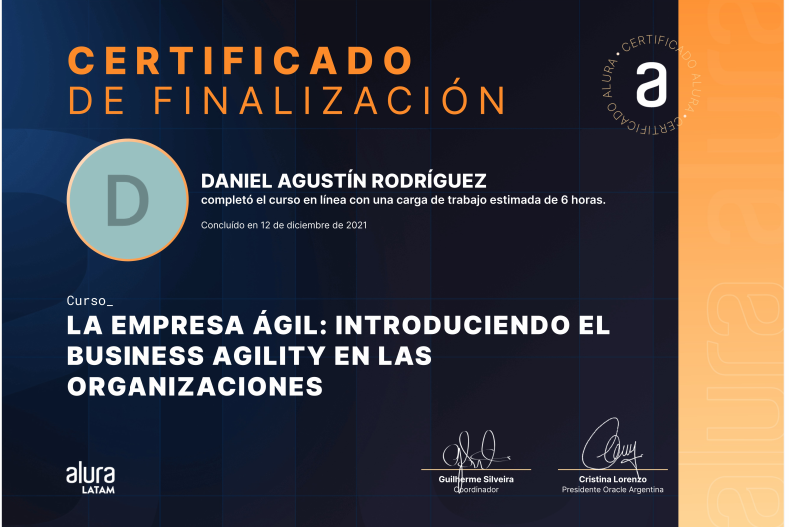 CERTIFICADO
DE FINALIZACIÓN
CERTIFICADO ALURA • CERTIFICADO ALURA •
a
D
DANIEL AGUSTÍN RODRÍGUEZ
completó el curso en línea con una carga de trabajo estimada de 6 horas.
Concluído en 12 de diciembre de 2021
Curso_
LA EMPRESA ÁGIL: INTRODUCIENDO EL
BUSINESS AGILITY EN LAS
ORGANIZACIONES
alura
LATAM
Guilherme Silveira
Coordinador
Cristina Lorenzo
Presidente Oracle Argentina
alura